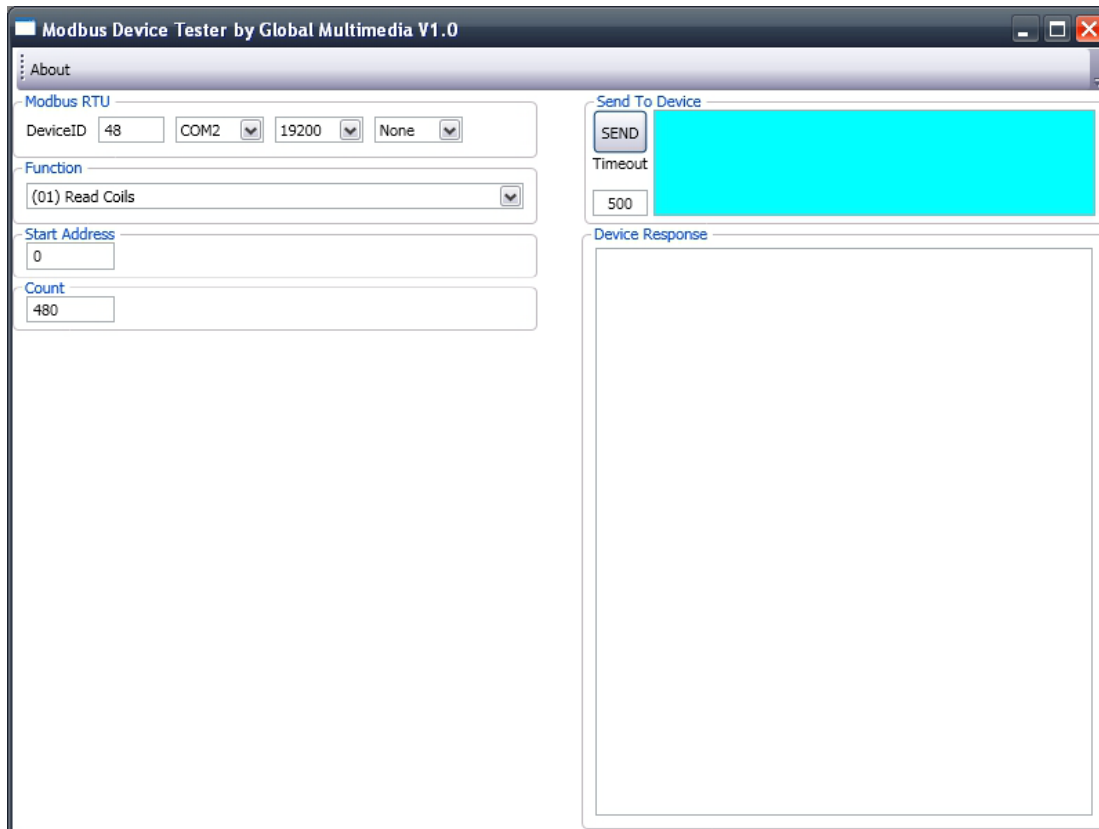 Modbus Device Tester by Global Multimedia V1.0
About
Modbus RTU
DeviceID 48 COM2 19200 None
Function
(01) Read Coils
Start Address
0
Count
480
Send To Device
SEND
Timeout
500
Device Response